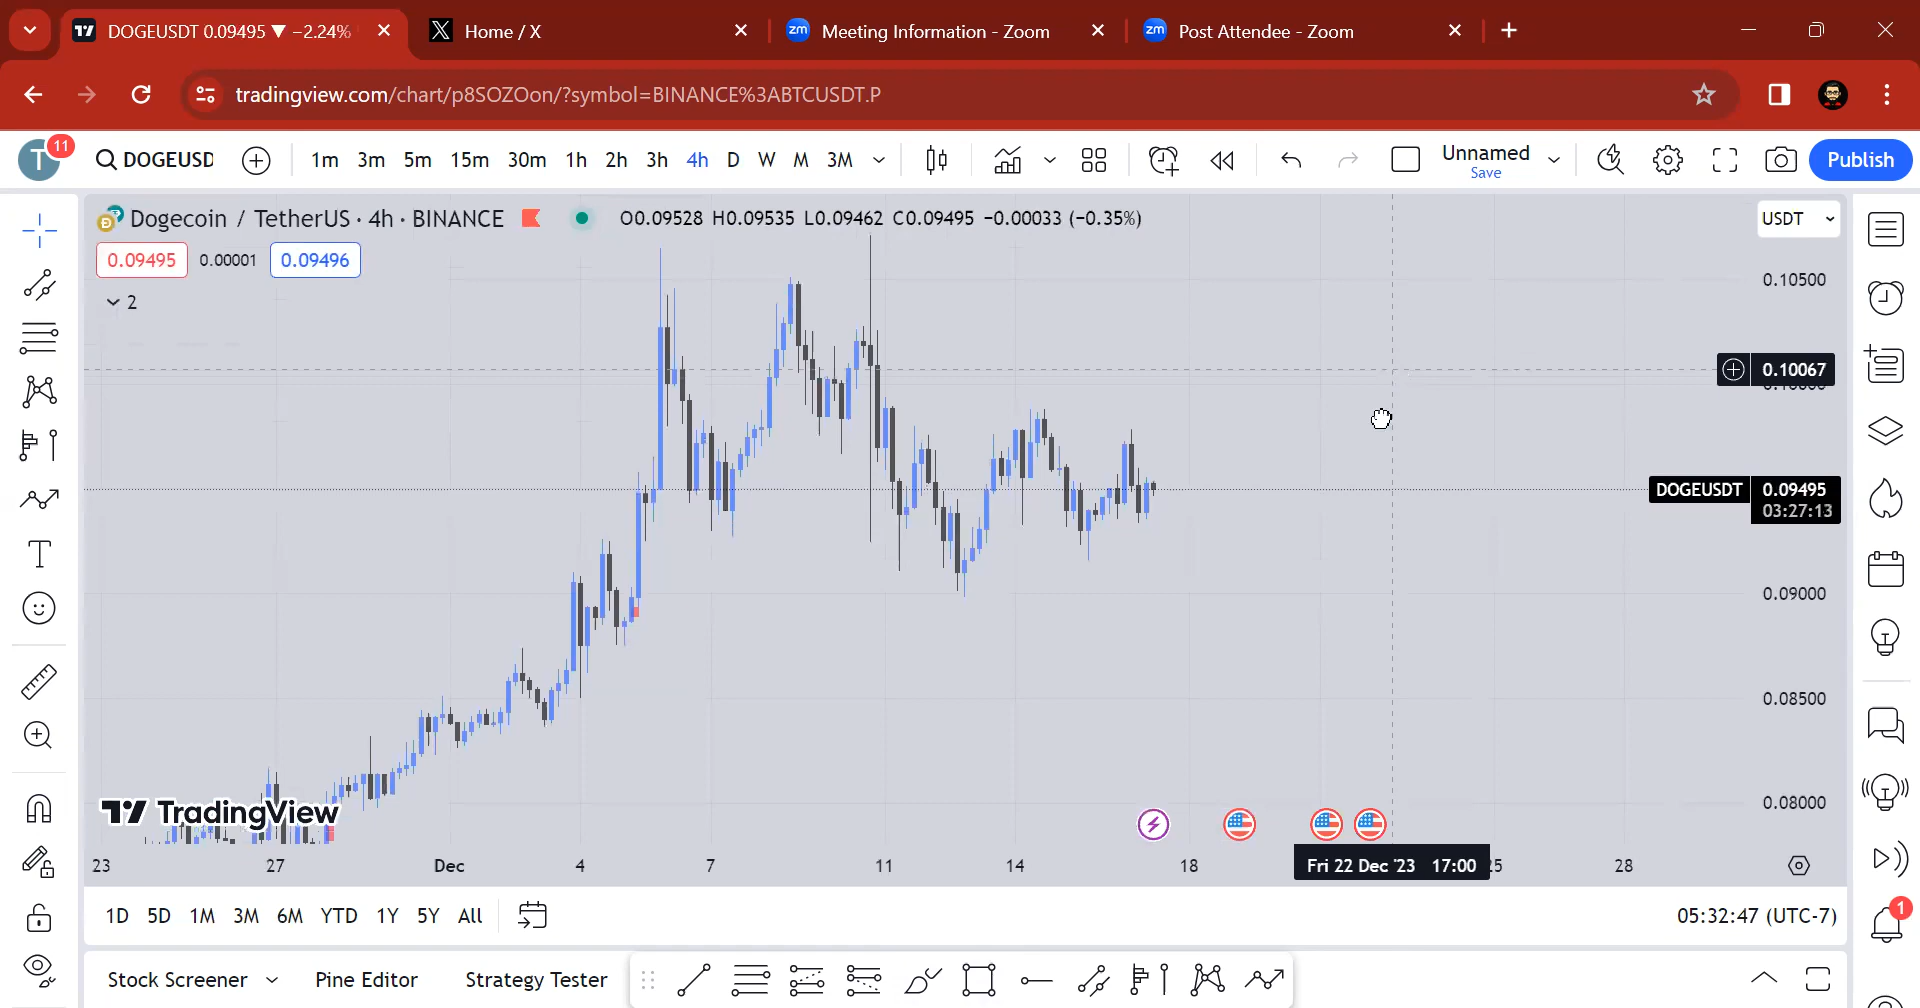 DOGEUSDT 0.09495 ▼ −2.24%
Home / X
zm Meeting Information - Zoom
zm Post Attendee - Zoom
tradingview.com/chart/p8SOZOon/?symbol=BINANCE%3ABTCUSDT.P
T 11 DOGEUSD 1m 3m 5m 15m 30m 1h 2h 3h 4h D W M 3M Unnamed Save Publish
Dogecoin / TetherUS · 4h · BINANCE O0.09528 H0.09535 L0.09462 C0.09495 −0.00033 (−0.35%) USDT
0.09495 0.00001 0.09496
2
0.10500
0.10067
DOGEUSDT 0.09495
03:27:13
0.09000
0.08500
0.08000
TradingView
23 27 Dec 4 7 11 14 18 Fri 22 Dec '23 17:00 25 28
1D 5D 1M 3M 6M YTD 1Y 5Y All 05:32:47 (UTC-7)
1
Stock Screener Pine Editor Strategy Tester